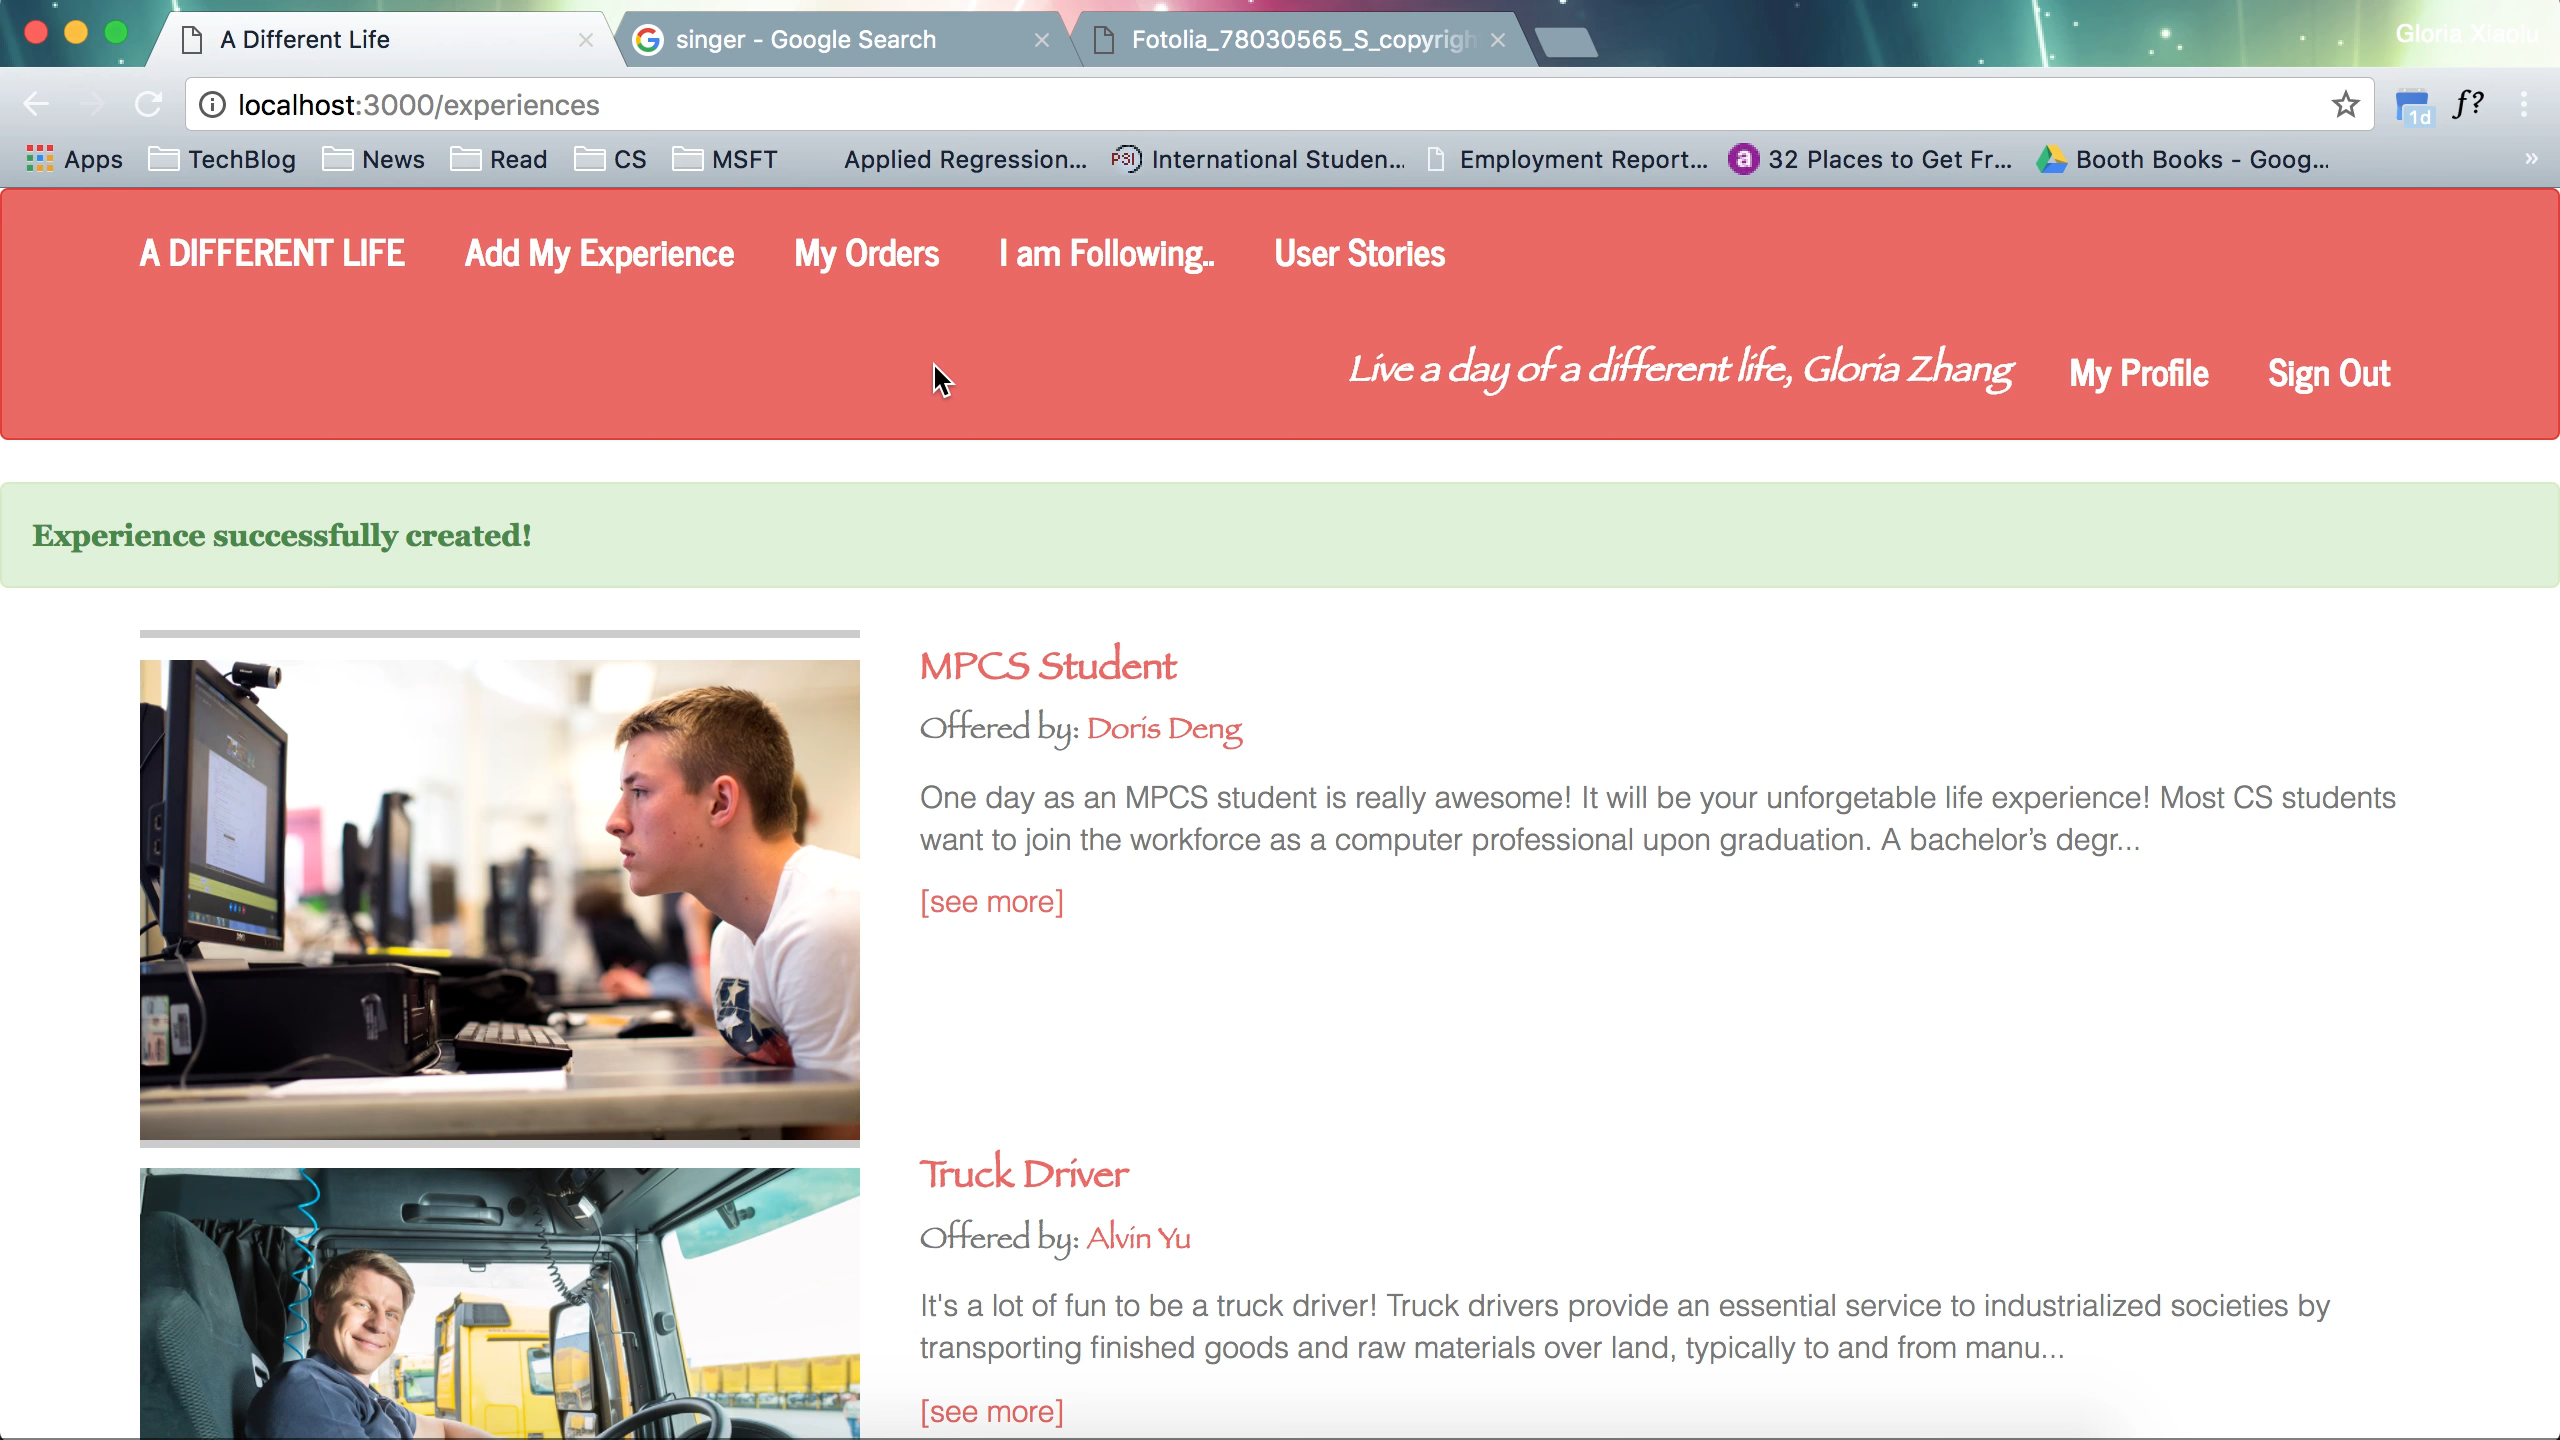 A Different Life
singer - Google Search
Fotolia_78030565_S_copyrigh
Gloria Xiaolu
localhost:3000/experiences
1d
f?
Apps
TechBlog
News
Read
CS
MSFT
Applied Regression...
PSI
International Studen...
Employment Report...
a
32 Places to Get Fr...
Booth Books - Goog...
»
A DIFFERENT LIFE
Add My Experience
My Orders
I am Following..
User Stories
Live a day of a different life, Gloria Zhang
My Profile
Sign Out
Experience successfully created!
MPCS Student
Offered by: Doris Deng
One day as an MPCS student is really awesome! It will be your unforgetable life experience! Most CS students
want to join the workforce as a computer professional upon graduation. A bachelor’s degr...
[see more]
Truck Driver
Offered by: Alvin Yu
It's a lot of fun to be a truck driver! Truck drivers provide an essential service to industrialized societies by
transporting finished goods and raw materials over land, typically to and from manu...
[see more]